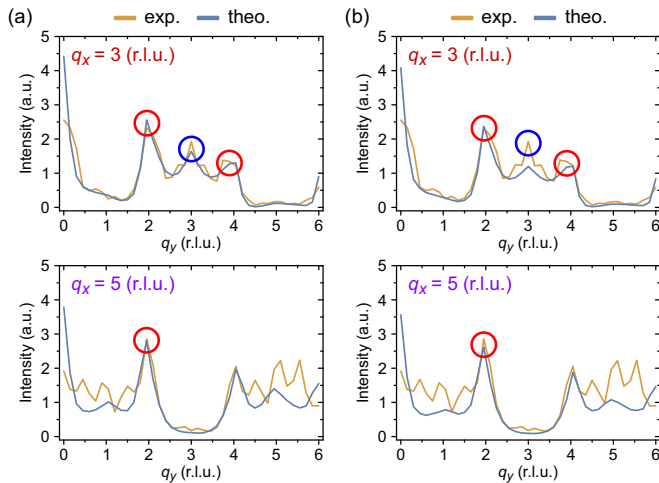 (a)
exp. theo.
q_x = 3 (r.l.u.)
Intensity (a.u.)
5
4
3
2
1
0
0 1 2 3 4 5 6
q_y (r.l.u.)
q_x = 5 (r.l.u.)
Intensity (a.u.)
5
4
3
2
1
0
0 1 2 3 4 5 6
q_y (r.l.u.)
(b)
exp. theo.
q_x = 3 (r.l.u.)
Intensity (a.u.)
5
4
3
2
1
0
0 1 2 3 4 5 6
q_y (r.l.u.)
q_x = 5 (r.l.u.)
Intensity (a.u.)
5
4
3
2
1
0
0 1 2 3 4 5 6
q_y (r.l.u.)